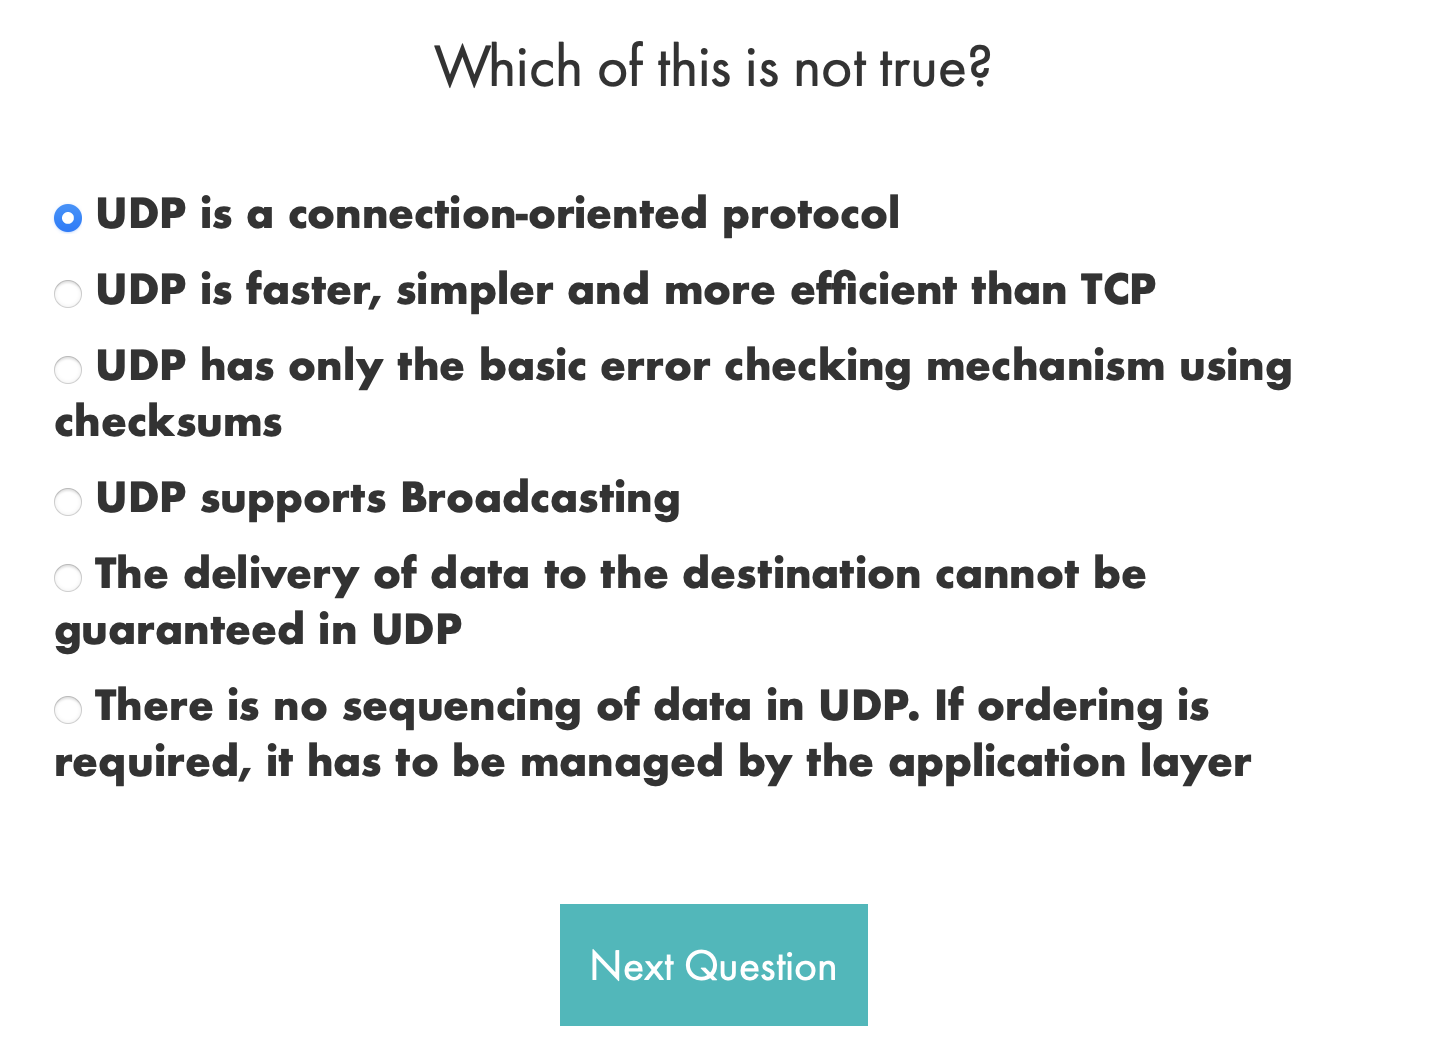 Which of this is not true?
UDP is a connection-oriented protocol
UDP is faster, simpler and more efficient than TCP
UDP has only the basic error checking mechanism using
checksums
UDP supports Broadcasting
The delivery of data to the destination cannot be
guaranteed in UDP
There is no sequencing of data in UDP. If ordering is
required, it has to be managed by the application layer
Next Question